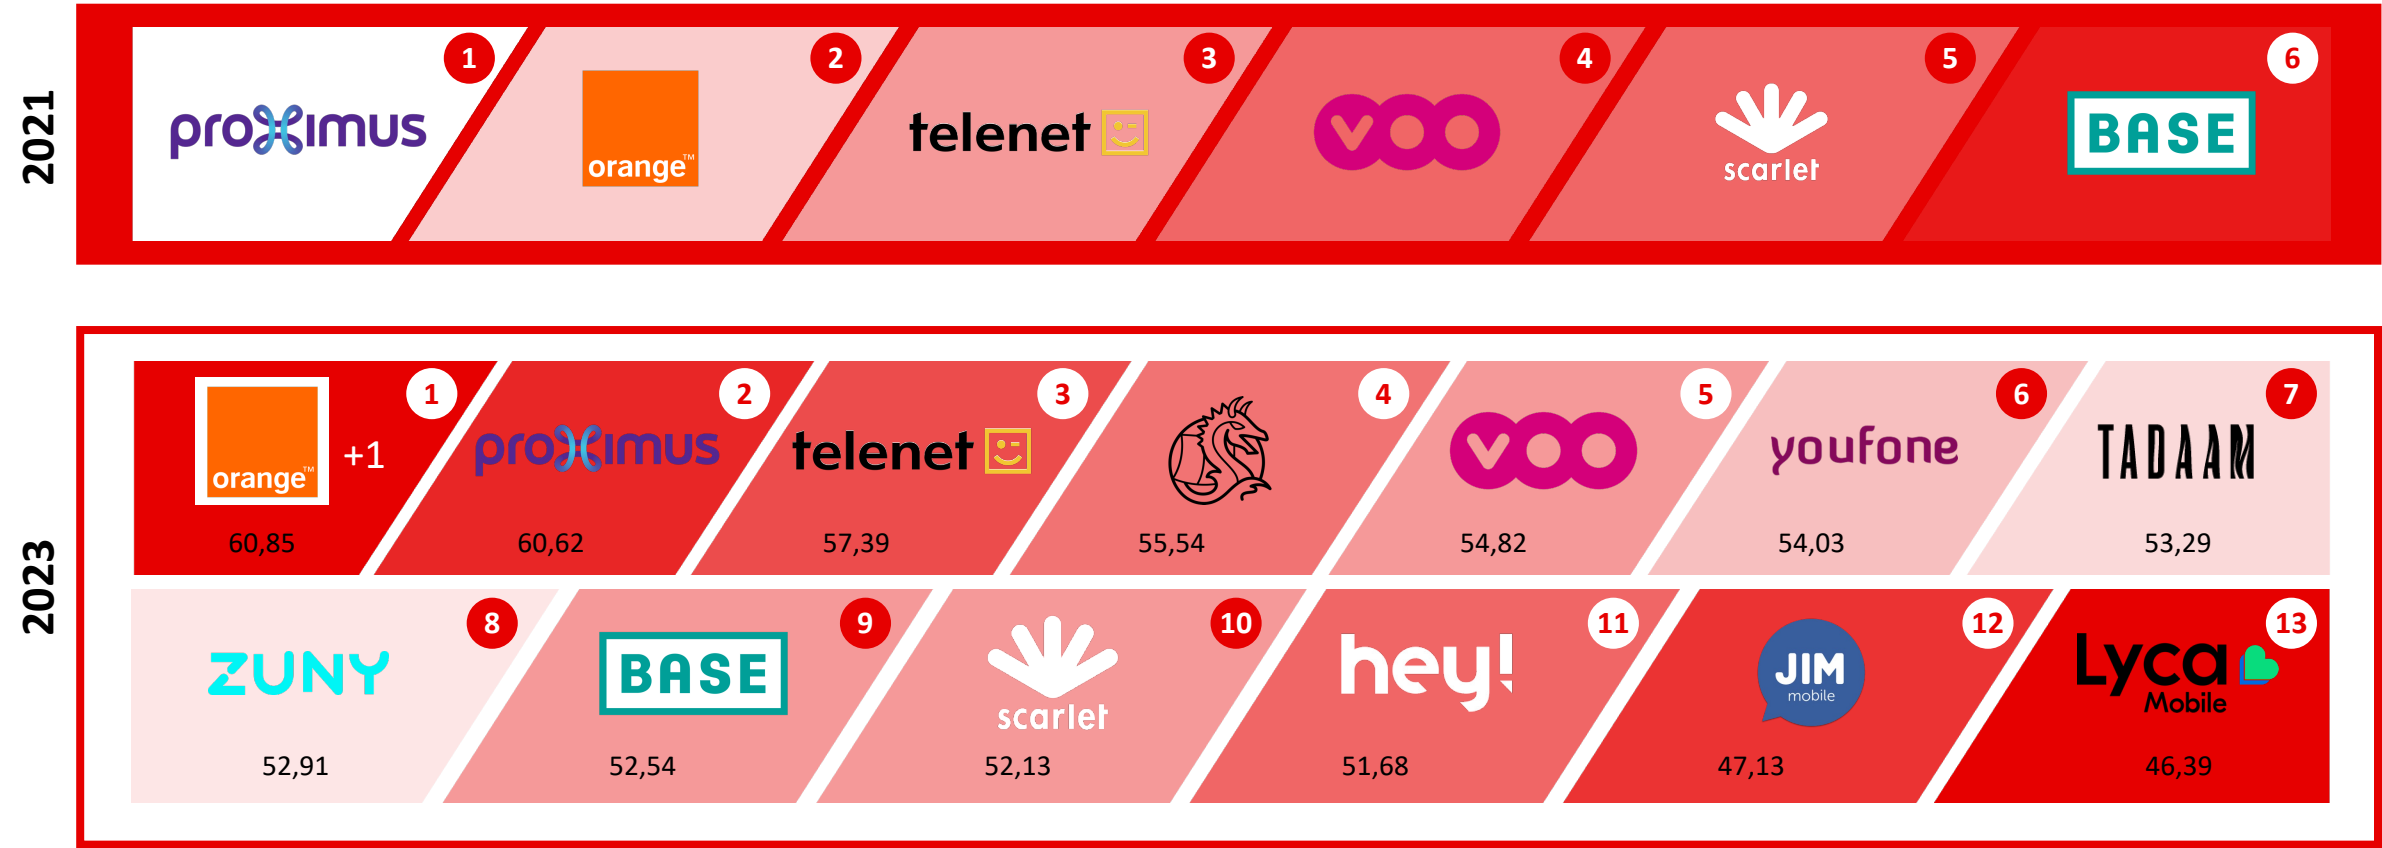 2021
1
proximus
2
orange™
3
telenet
4
voo
5
scarlet
6
BASE
2023
1
orange™
+1
60,85
2
proximus
60,62
3
telenet
57,39
4
55,54
5
voo
54,82
6
youfone
54,03
7
TADAAM
53,29
8
ZUNY
52,91
9
BASE
52,54
10
scarlet
52,13
11
hey!
51,68
12
JIM
mobile
47,13
13
Lyca
Mobile
46,39